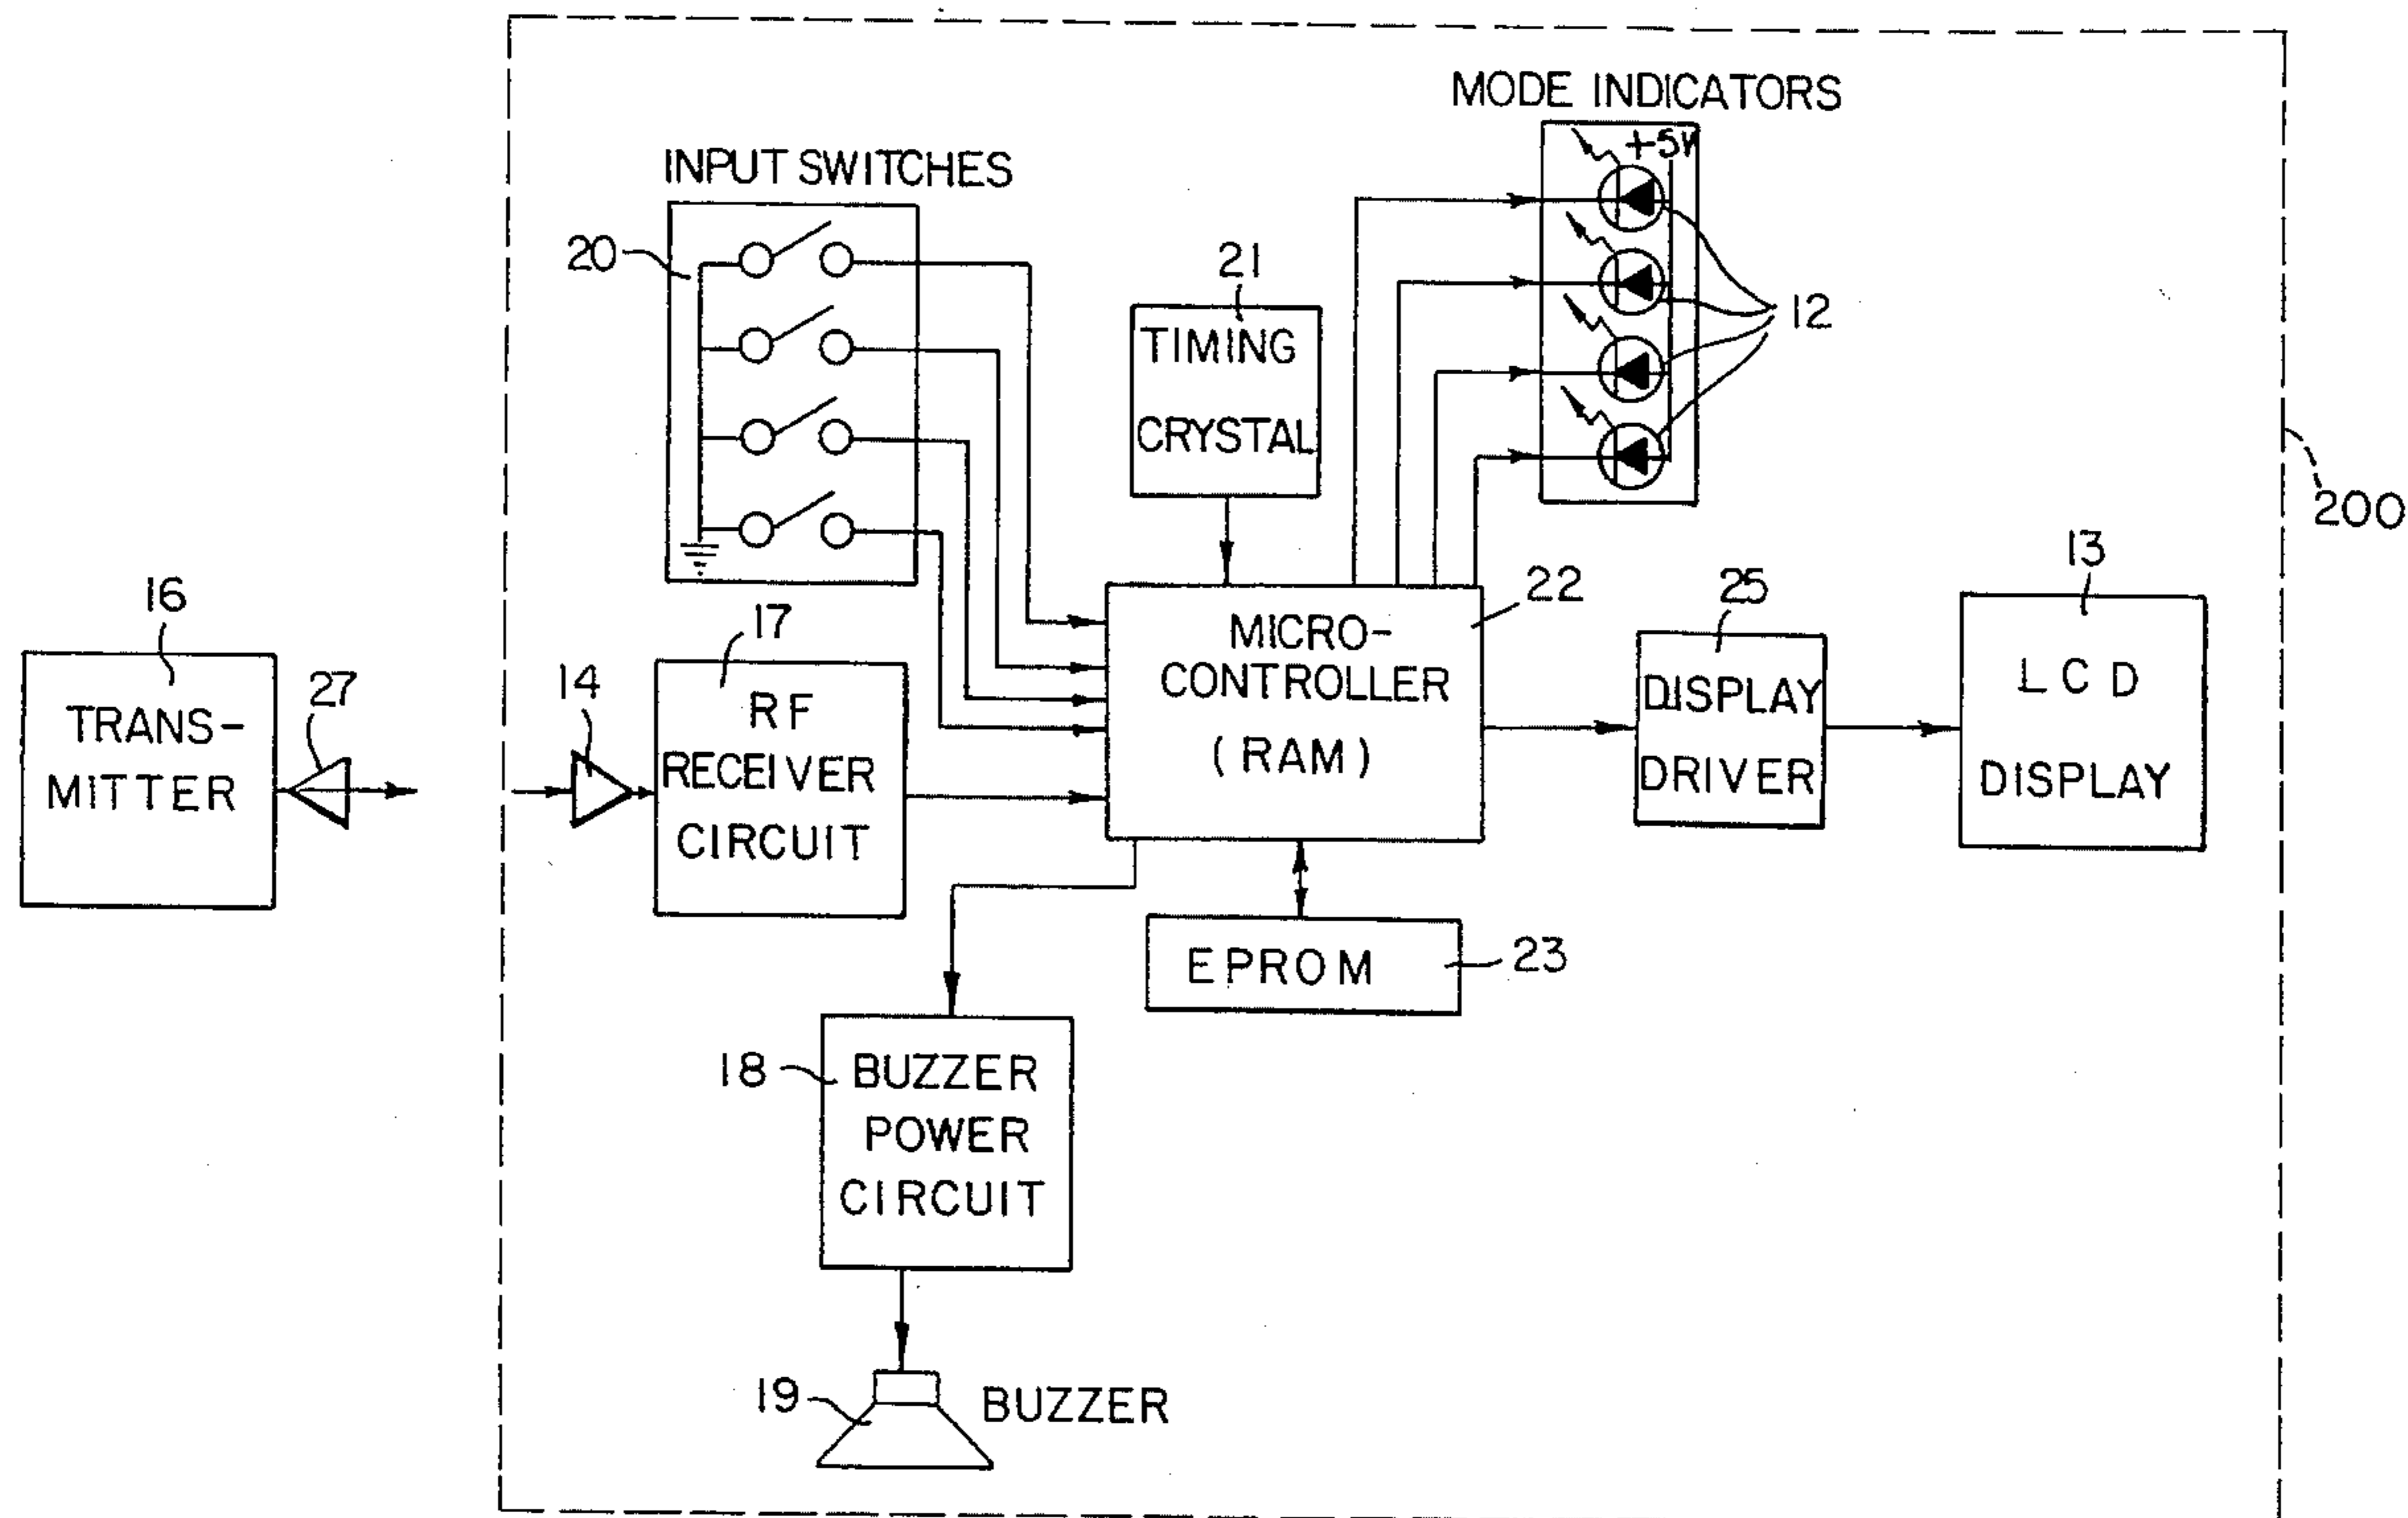 MODE INDICATORS
+5V
INPUT SWITCHES
20
21
TIMING
CRYSTAL
12
200
16
TRANS-
MITTER
27
14
17
RF
RECEIVER
CIRCUIT
22
MICRO-
CONTROLLER
(RAM)
25
DISPLAY
DRIVER
13
LCD
DISPLAY
EPROM
23
18
BUZZER
POWER
CIRCUIT
19
BUZZER